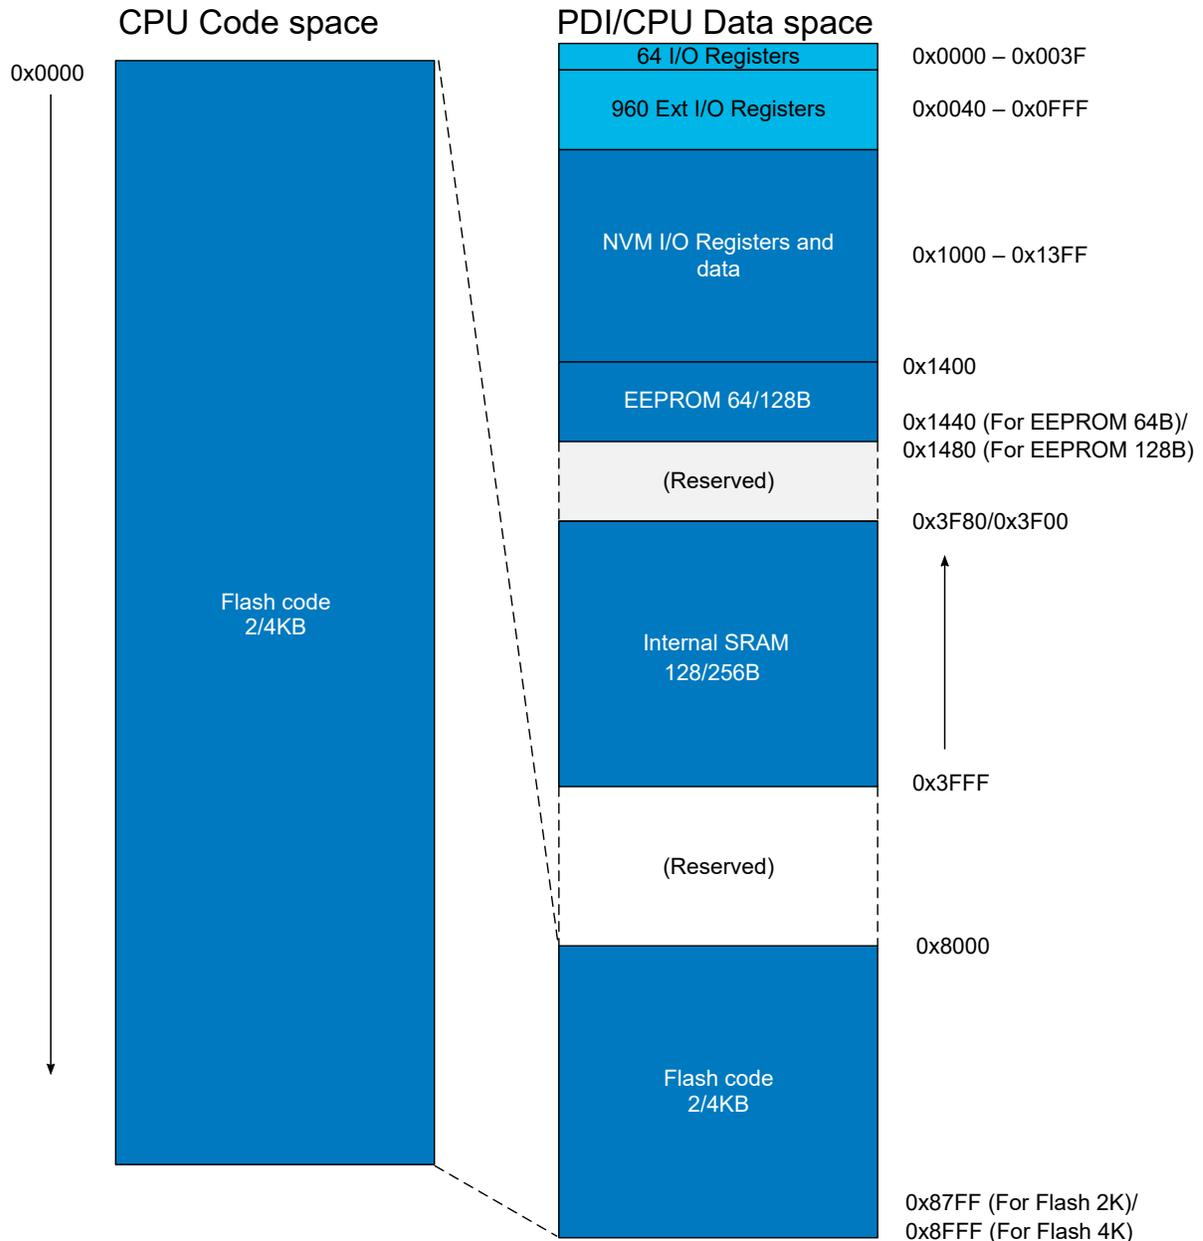 CPU Code space
PDI/CPU Data space
0x0000
64 I/O Registers
0x0000 – 0x003F
960 Ext I/O Registers
0x0040 – 0x0FFF
NVM I/O Registers and
data
0x1000 – 0x13FF
0x1400
EEPROM 64/128B
0x1440 (For EEPROM 64B)/
0x1480 (For EEPROM 128B)
(Reserved)
0x3F80/0x3F00
Flash code
2/4KB
Internal SRAM
128/256B
0x3FFF
(Reserved)
0x8000
Flash code
2/4KB
0x87FF (For Flash 2K)/
0x8FFF (For Flash 4K)